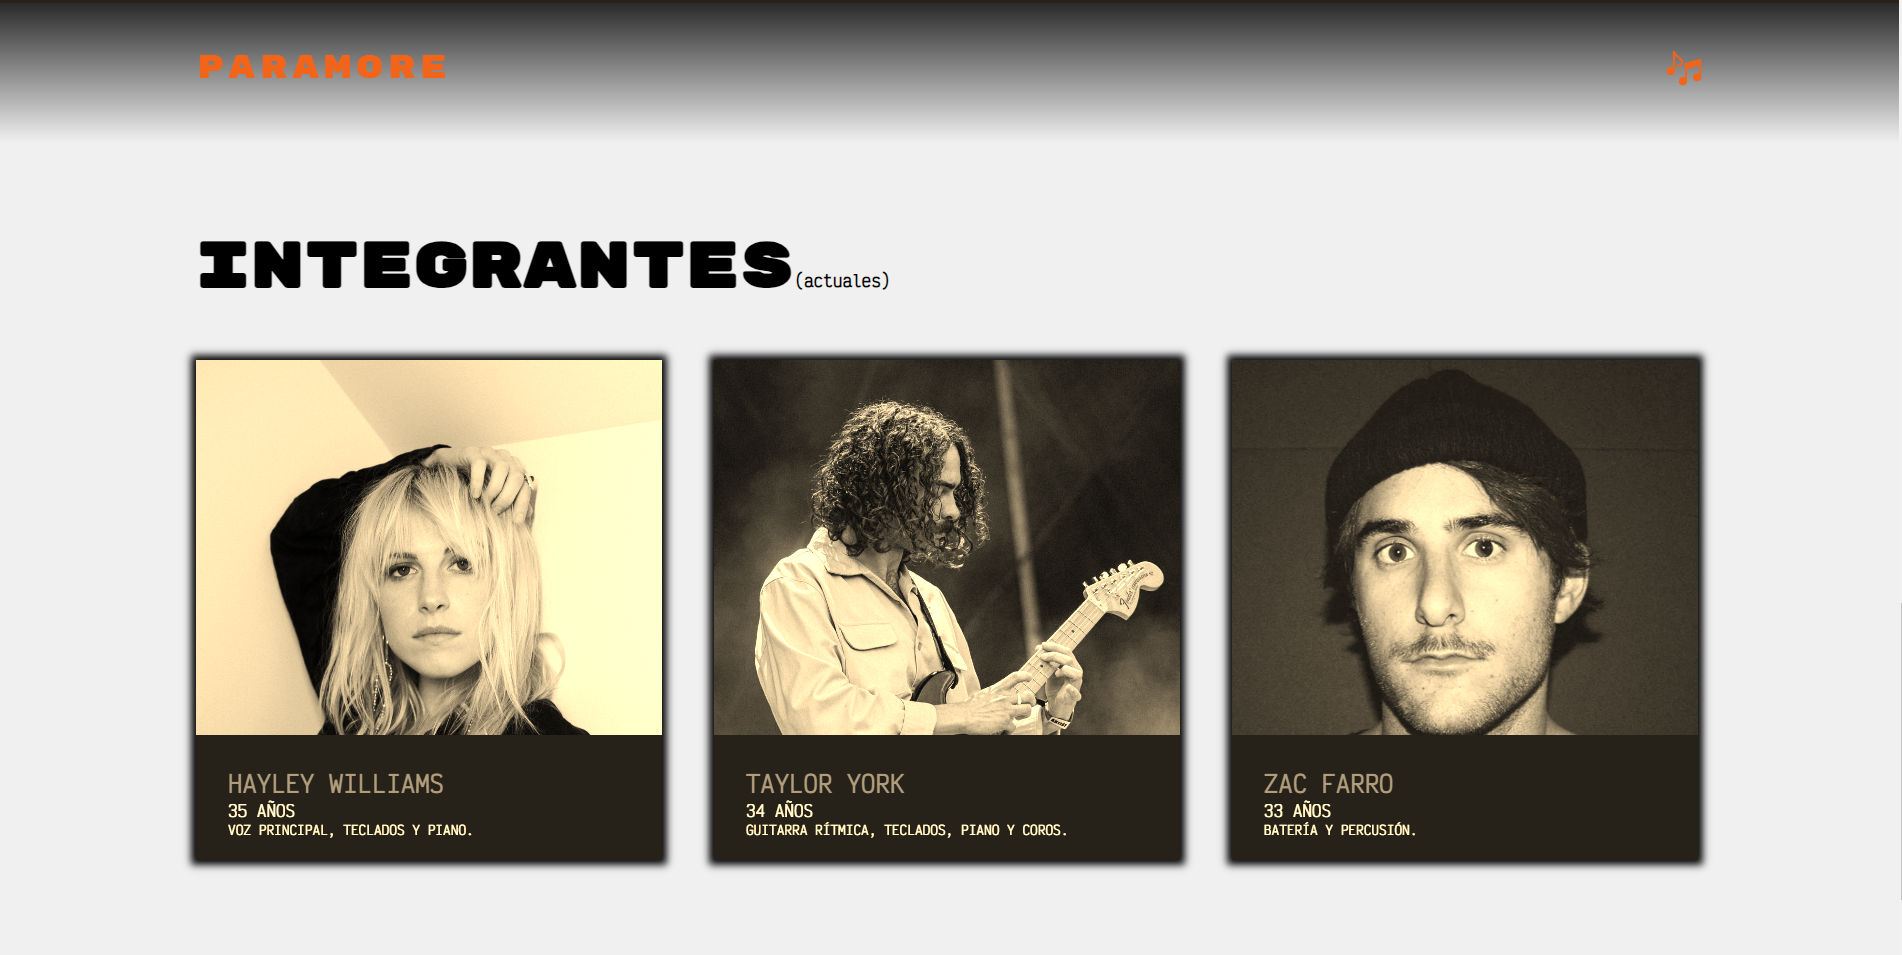 PARAMORE
INTEGRANTES(actuales)
HAYLEY WILLIAMS
35 AÑOS
VOZ PRINCIPAL, TECLADOS Y PIANO.
TAYLOR YORK
34 AÑOS
GUITARRA RÍTMICA, TECLADOS, PIANO Y COROS.
ZAC FARRO
33 AÑOS
BATERÍA Y PERCUSIÓN.